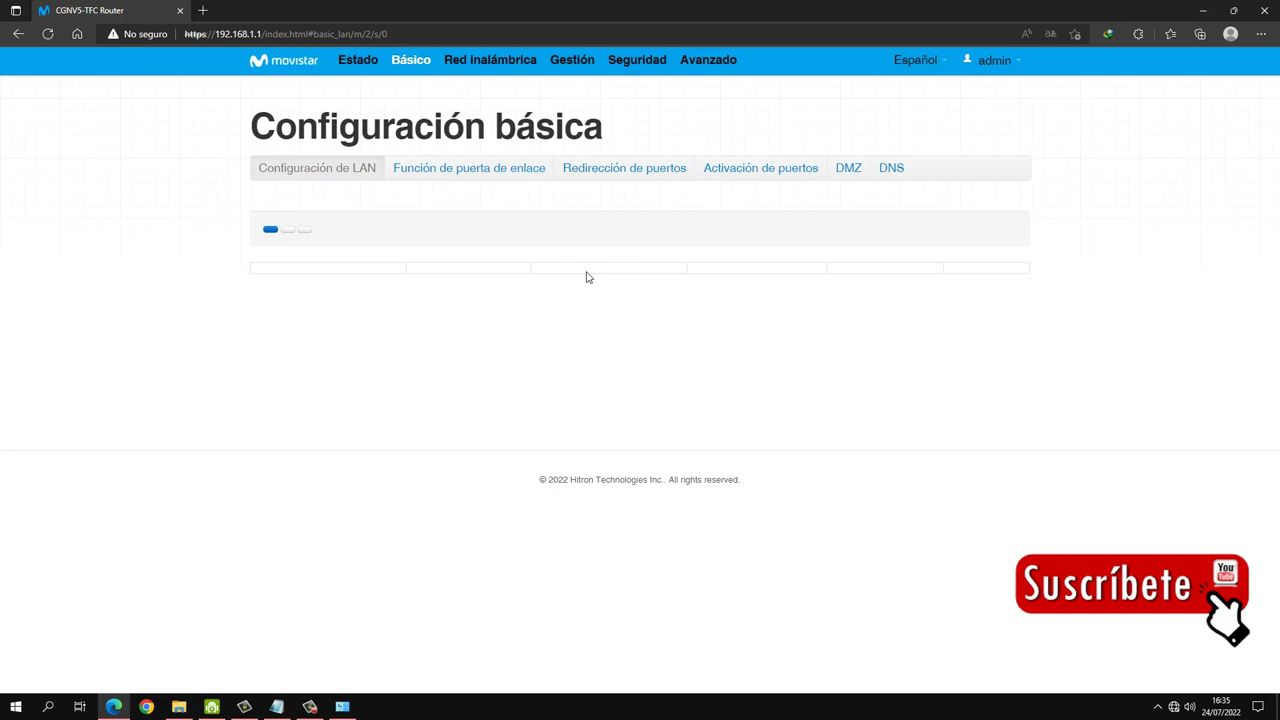 CGNV5-TFC Router
No seguro
https://192.168.1.1/index.html#basic_lan/m/2/s/0
movistar Estado Básico Red inalámbrica Gestión Seguridad Avanzado Español admin
Configuración básica
Configuración de LAN Función de puerta de enlace Redirección de puertos Activación de puertos DMZ DNS
© 2022 Hitron Technologies Inc.. All rights reserved.
Suscríbete
You Tube
16:35
24/07/2022